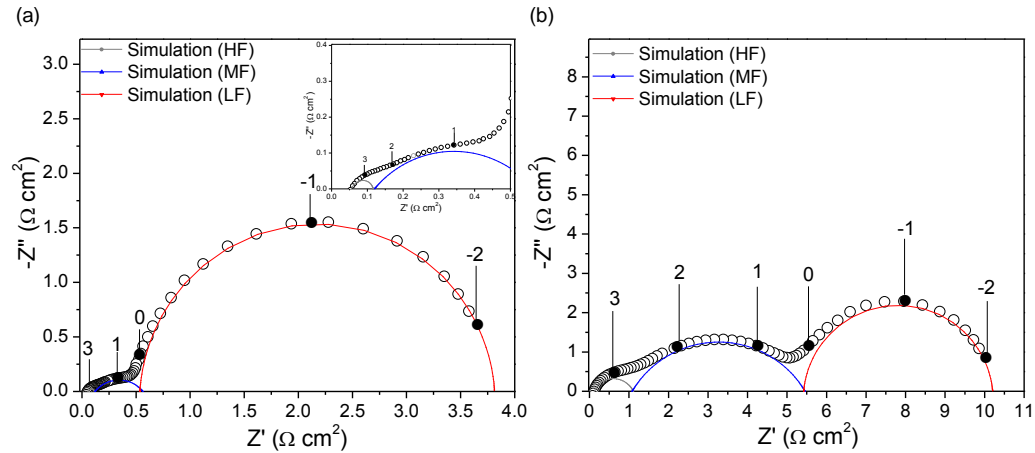 (a)
-Z'' (Ω cm²)
3.0
2.5
2.0
1.5
1.0
0.5
0.0
Simulation (HF)
Simulation (MF)
Simulation (LF)
3
1
0
-1
-2
0.0 0.5 1.0 1.5 2.0 2.5 3.0 3.5 4.0
Z' (Ω cm²)
-Z'' (Ω cm²)
0.4
0.3
0.2
0.1
0.0
3
2
1
0.0 0.1 0.2 0.3 0.4 0.5
Z' (Ω cm²)
(b)
-Z'' (Ω cm²)
8
7
6
5
4
3
2
1
0
Simulation (HF)
Simulation (MF)
Simulation (LF)
3
2
1
0
-1
-2
0 1 2 3 4 5 6 7 8 9 10 11
Z' (Ω cm²)